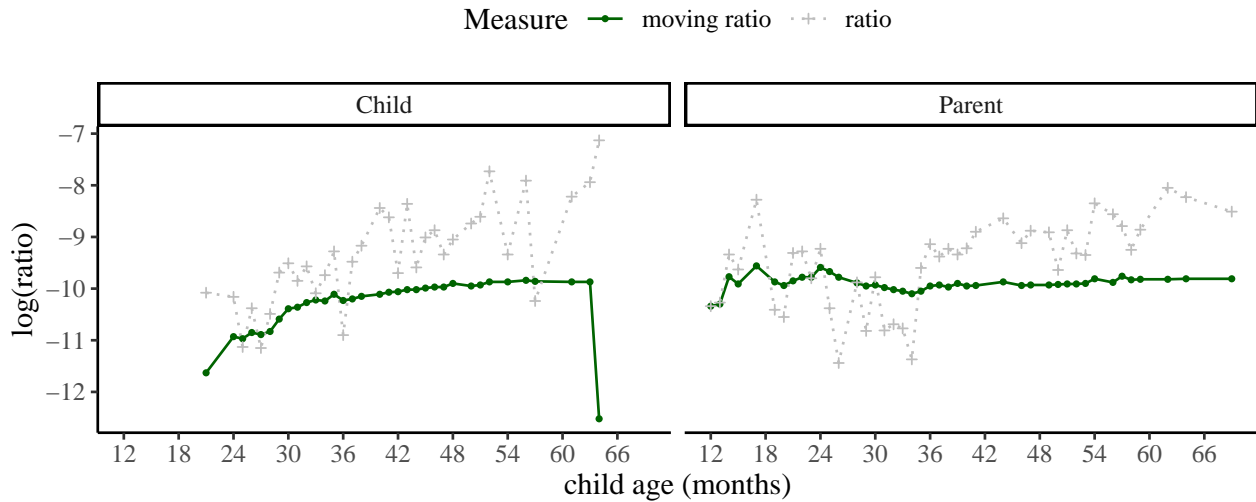 Measure moving ratio ratio
Child Parent
−7
−8
−9
−10
−11
−12
log(ratio)
12 18 24 30 36 42 48 54 60 66 12 18 24 30 36 42 48 54 60 66
child age (months)